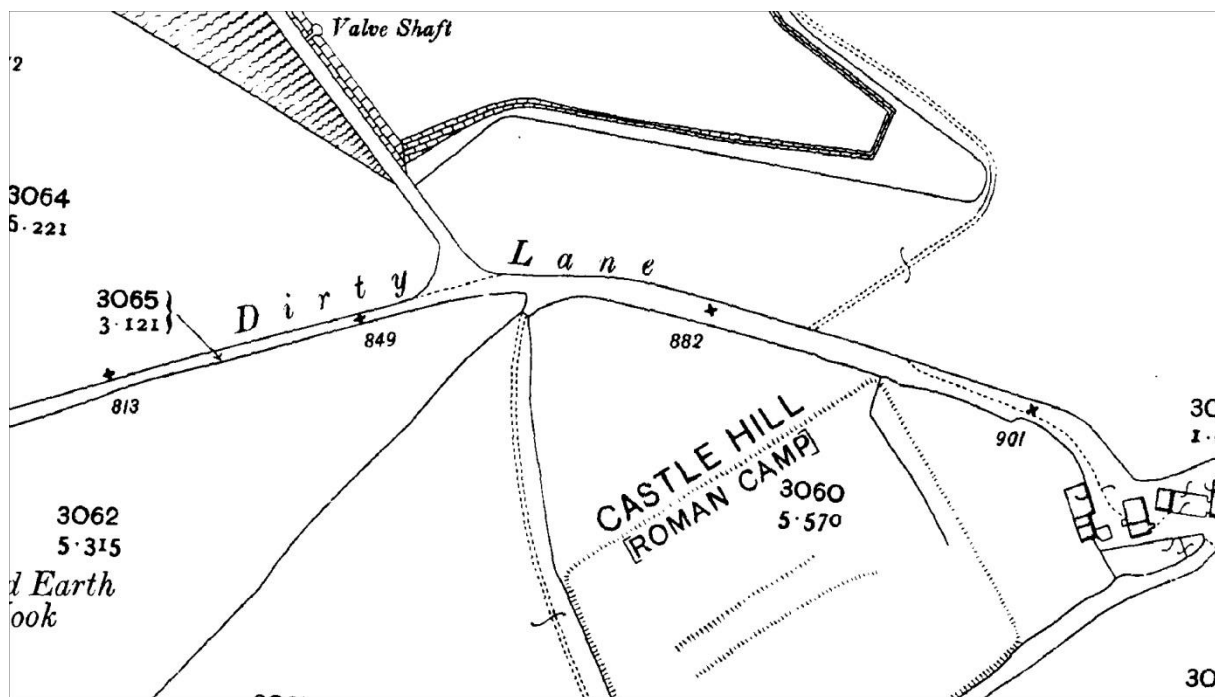 Valve Shaft
3064
5·221
Dirty Lane
3065
3·121
813
849
882
901
CASTLE HILL
[ROMAN CAMP]
3060
5·570
3062
5·315
Earth